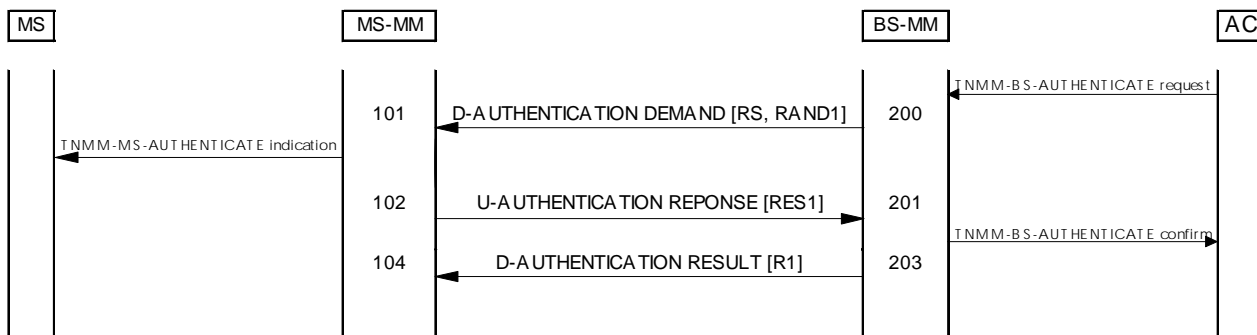 MS MS-MM BS-MM AC
TNMM-BS-AUTHENTICATE request
101 D-AUTHENTICATION DEMAND [RS, RAND1] 200
TNMM-MS-AUTHENTICATE indication
102 U-AUTHENTICATION REPONSE [RES1] 201
TNMM-BS-AUTHENTICATE confirm
104 D-AUTHENTICATION RESULT [R1] 203